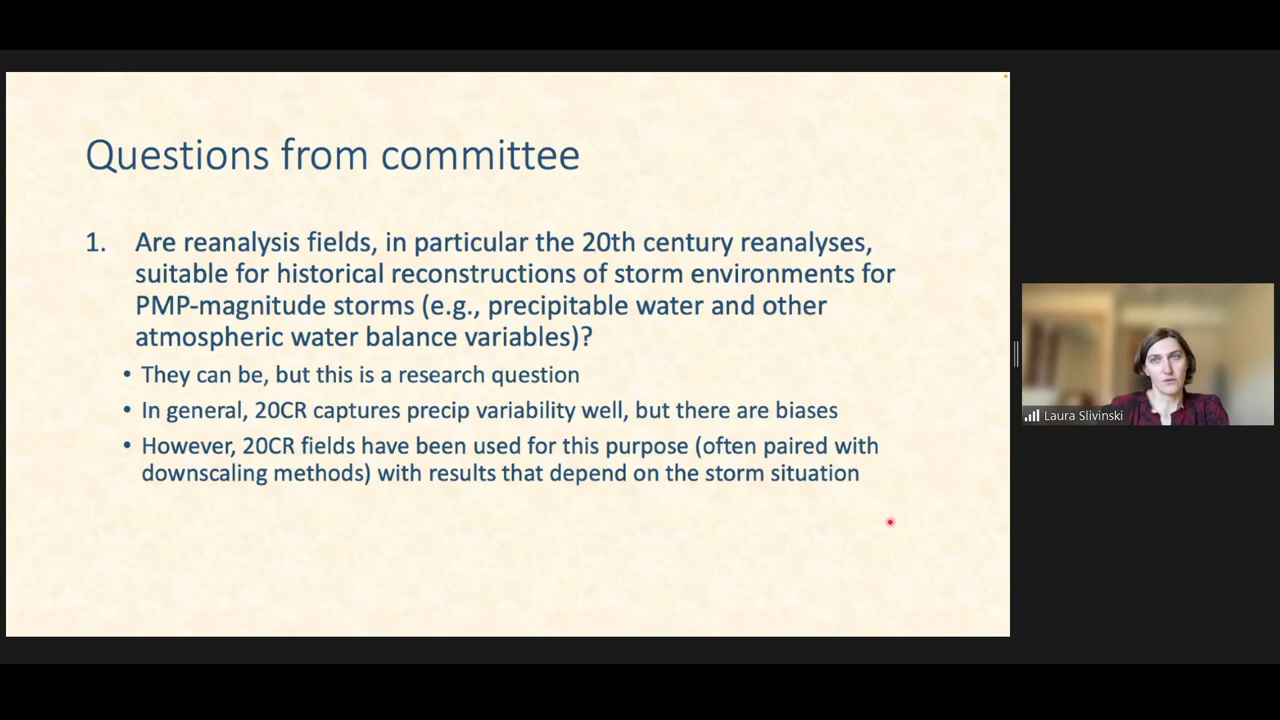 Questions from committee
1. Are reanalysis fields, in particular the 20th century reanalyses,
suitable for historical reconstructions of storm environments for
PMP-magnitude storms (e.g., precipitable water and other
atmospheric water balance variables)?
• They can be, but this is a research question
• In general, 20CR captures precip variability well, but there are biases
• However, 20CR fields have been used for this purpose (often paired with
downscaling methods) with results that depend on the storm situation
Laura Slivinski